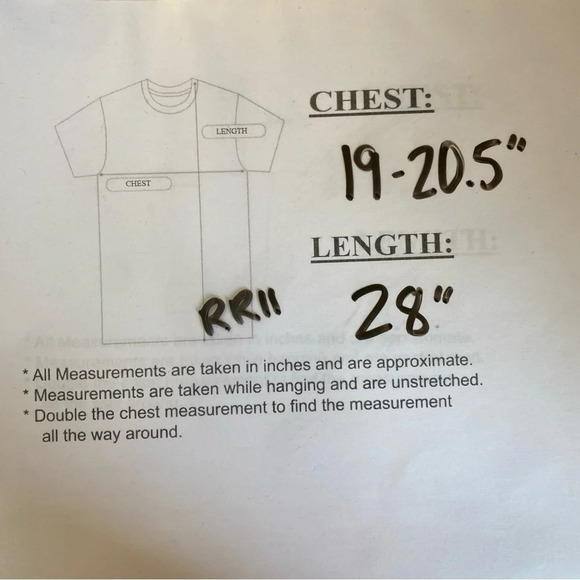 CHEST:
LENGTH
19-20.5"
CHEST
LENGTH:
RR11
28"
* All Measurements are taken in inches and are approximate.
* Measurements are taken while hanging and are unstretched.
* Double the chest measurement to find the measurement
all the way around.